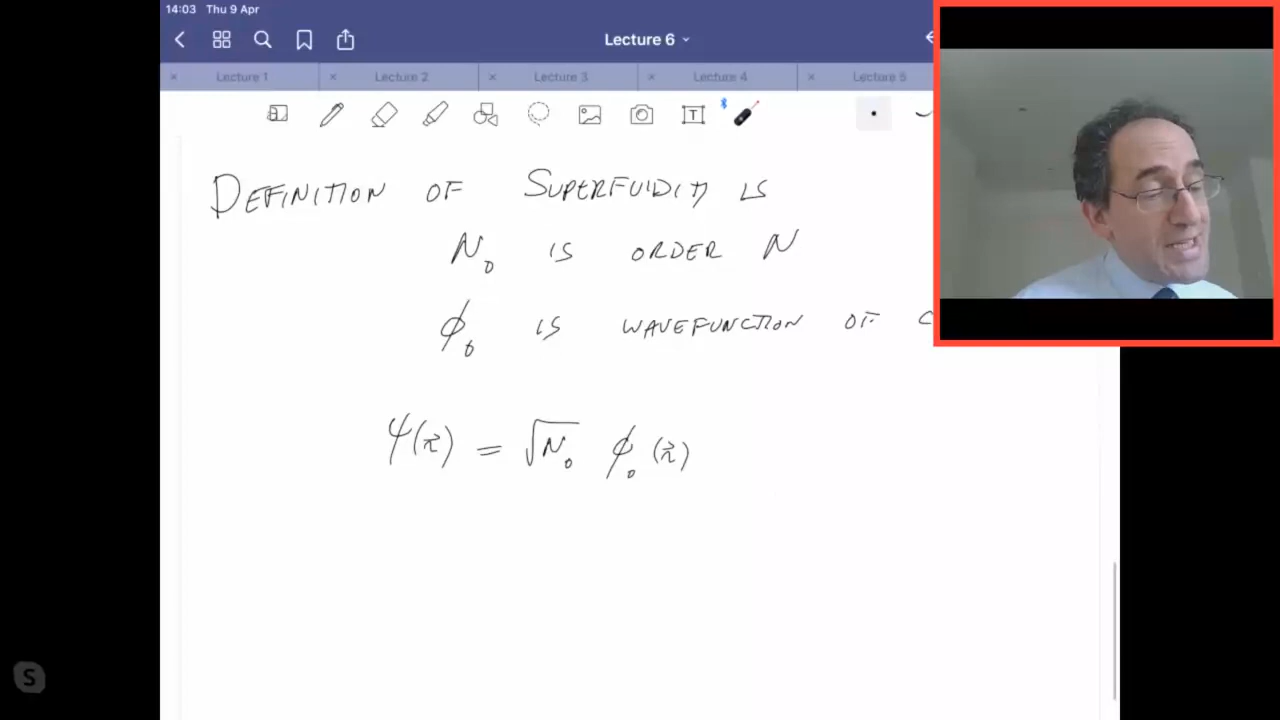 14:03 Thu 9 Apr
Lecture 6
Lecture 1 Lecture 2 Lecture 3 Lecture 4 Lecture 5
T
DEFINITION OF SUPERFUIDITY IS
N₀ IS ORDER N
ϕ₀ IS WAVEFUNCTION OF C
ψ(r⃗) = √N₀ ϕ₀(r⃗)
S